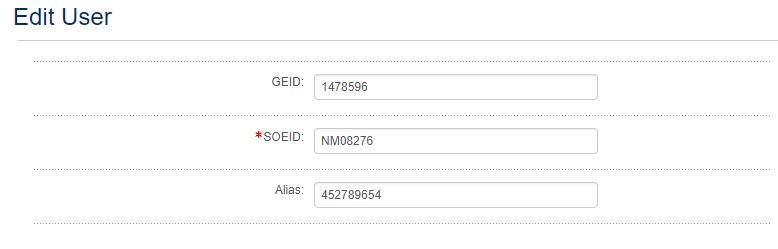 Edit User
GEID: 1478596
*SOEID: NM08276
Alias: 452789654